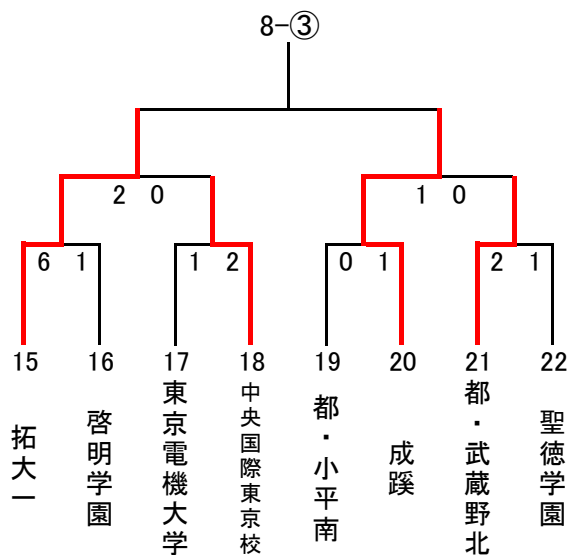 8-③
2 0
1 0
6 1
1 2
0 1
2 1
15
16
17
18
19
20
21
22
拓大一
啓明学園
東京電機大学
中央国際東京校
都・小平南
成蹊
都・武蔵野北
聖徳学園